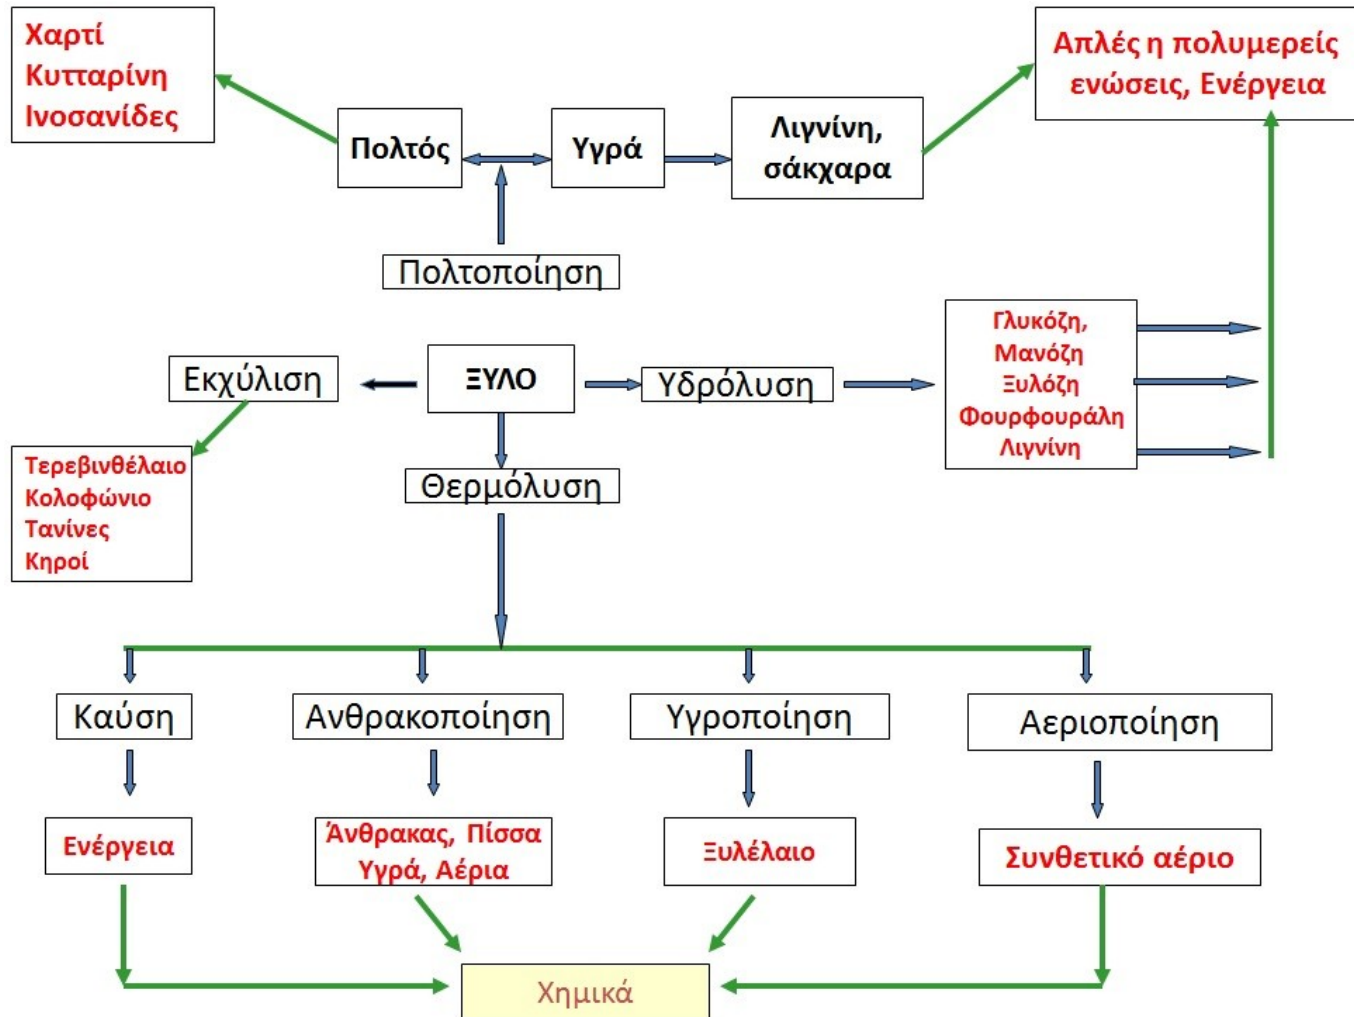 Χαρτί
Κυτταρίνη
Ινοσανίδες
Απλές η πολυμερείς
ενώσεις, Ενέργεια
Πολτός
Υγρά
Λιγνίνη,
σάκχαρα
Πολτοποίηση
Εκχύλιση
ΞΥΛΟ
Υδρόλυση
Γλυκόζη,
Μανόζη
Ξυλόζη
Φουρφουράλη
Λιγνίνη
Τερεβινθέλαιο
Κολοφώνιο
Τανίνες
Κηροί
Θερμόλυση
Καύση
Ανθρακοποίηση
Υγροποίηση
Αεριοποίηση
Ενέργεια
Άνθρακας, Πίσσα
Υγρά, Αέρια
Ξυλέλαιο
Συνθετικό αέριο
Χημικά